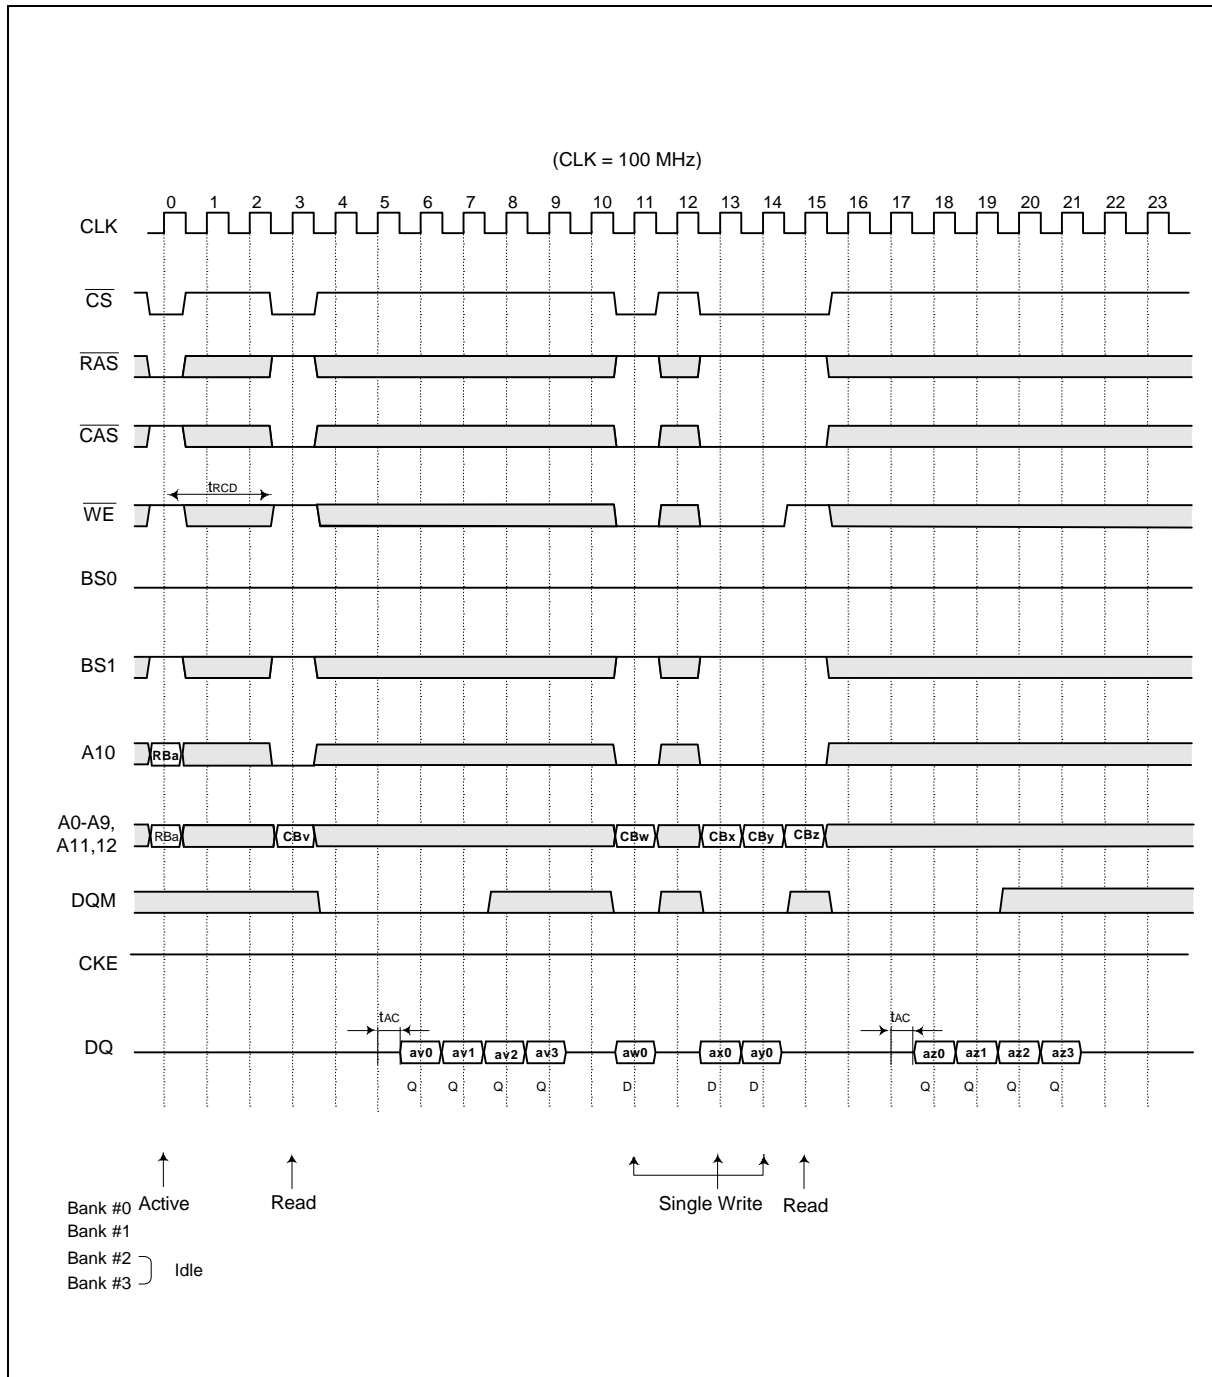 (CLK = 100 MHz)
0 1 2 3 4 5 6 7 8 9 10 11 12 13 14 15 16 17 18 19 20 21 22 23
CLK
CS
RAS
CAS
tRCD
WE
BS0
BS1
A10 RBa
A0-A9,
A11,12
RBa CBv CBw CBx CBy CBz
DQM
CKE
tAC tAC
DQ av0 av1 av2 av3 aw0 ax0 ay0 az0 az1 az2 az3
Q Q Q Q D D D Q Q Q Q
Bank #0 Active Read Single Write Read
Bank #1
Bank #2
Idle
Bank #3